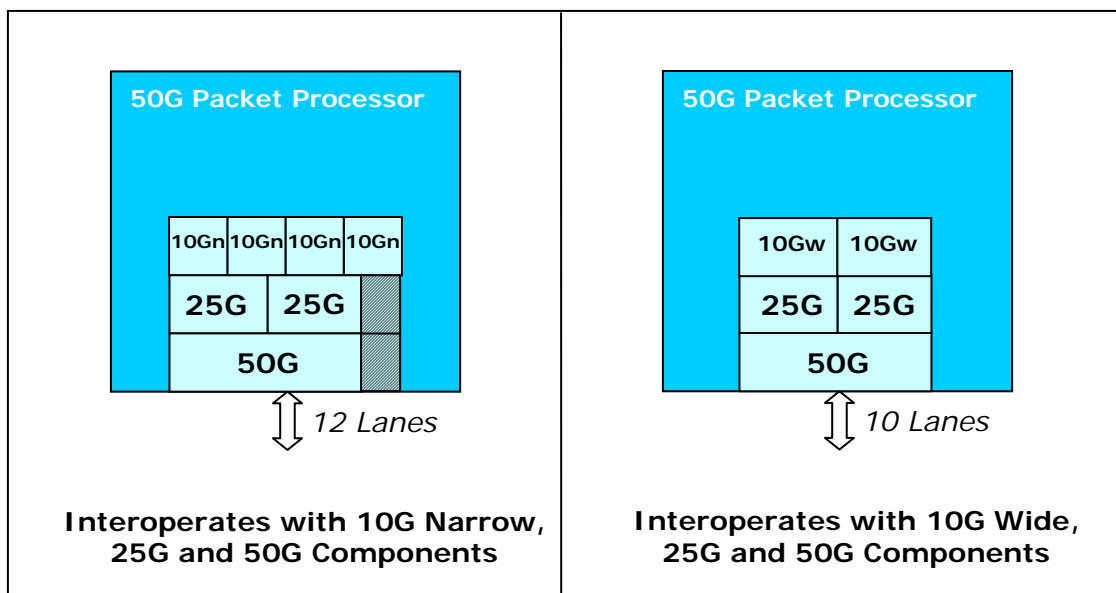 50G Packet Processor
10Gn 10Gn 10Gn 10Gn
25G 25G
50G
12 Lanes
Interoperates with 10G Narrow,
25G and 50G Components
50G Packet Processor
10Gw 10Gw
25G 25G
50G
10 Lanes
Interoperates with 10G Wide,
25G and 50G Components